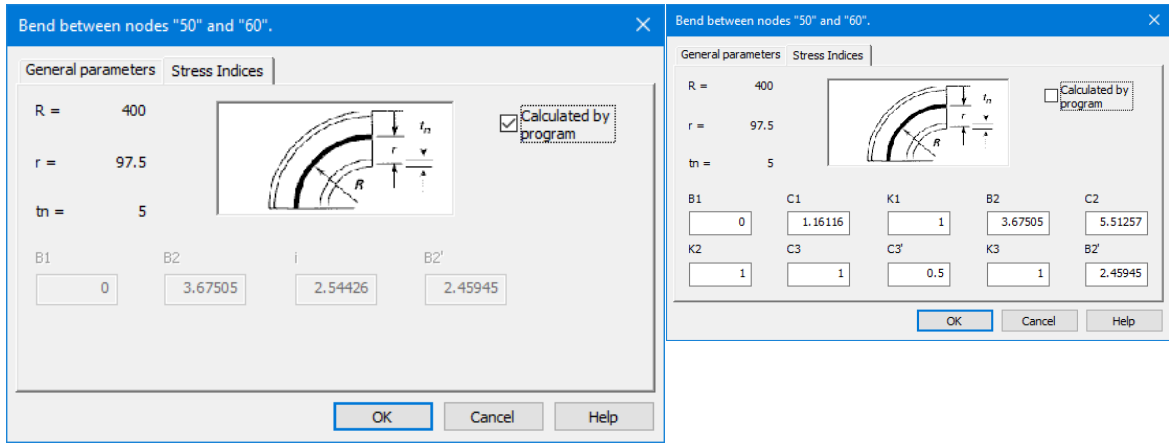 Bend between nodes "50" and "60".
General parameters Stress Indices
R = 400
r = 97.5
tn = 5
tn
r
R
Calculated by
program
B1 B2 i B2'
0 3.67505 2.54426 2.45945
OK Cancel Help
Bend between nodes "50" and "60".
General parameters Stress Indices
R = 400
r = 97.5
tn = 5
tn
r
R
Calculated by
program
B1 C1 K1 B2 C2
0 1.16116 1 3.67505 5.51257
K2 C3 C3' K3 B2'
1 1 0.5 1 2.45945
OK Cancel Help